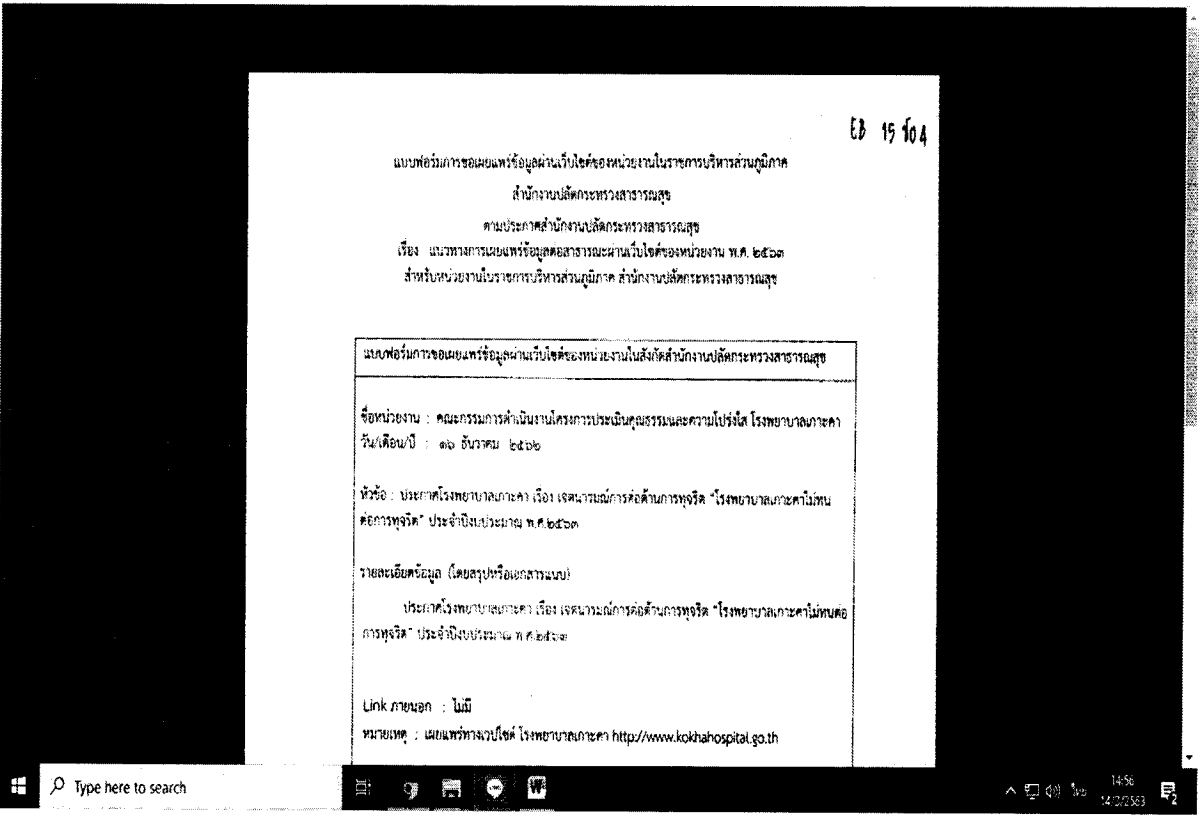 EB 15 ข้อ 4
แบบฟอร์มการขอเผยแพร่ข้อมูลผ่านเว็บไซต์ของหน่วยงานในราชการบริหารส่วนภูมิภาค
สำนักงานปลัดกระทรวงสาธารณสุข
ตามประกาศสำนักงานปลัดกระทรวงสาธารณสุข
เรื่อง แนวทางการเผยแพร่ข้อมูลต่อสาธารณะผ่านเว็บไซต์ของหน่วยงาน พ.ศ. ๒๕๖๓
สำหรับหน่วยงานในราชการบริหารส่วนภูมิภาค สำนักงานปลัดกระทรวงสาธารณสุข
แบบฟอร์มการขอเผยแพร่ข้อมูลผ่านเว็บไซต์ของหน่วยงานในสังกัดสำนักงานปลัดกระทรวงสาธารณสุข
ชื่อหน่วยงาน : คณะกรรมการดำเนินงานโครงการประเมินคุณธรรมและความโปร่งใส โรงพยาบาลเกาะคา
วัน/เดือน/ปี : ๑๖ ธันวาคม ๒๕๖๒
หัวข้อ : ประกาศโรงพยาบาลเกาะคา เรื่อง เจตนารมณ์การต่อต้านการทุจริต "โรงพยาบาลเกาะคาไม่ทน
ต่อการทุจริต" ประจำปีงบประมาณ พ.ศ.๒๕๖๓
รายละเอียดข้อมูล (โดยสรุปหรือเอกสารแนบ)
ประกาศโรงพยาบาลเกาะคา เรื่อง เจตนารมณ์การต่อต้านการทุจริต "โรงพยาบาลเกาะคาไม่ทนต่อ
การทุจริต" ประจำปีงบประมาณ พ.ศ.๒๕๖๓
Link ภายนอก : ไม่มี
หมายเหตุ : เผยแพร่ทางเวปไซต์ โรงพยาบาลเกาะคา http://www.kokhahospital.go.th
Type here to search
ไทย
14:56